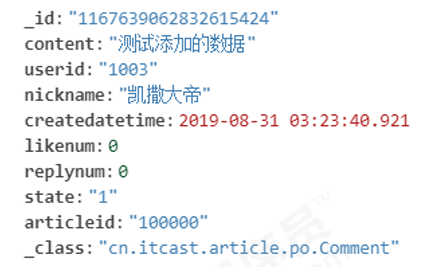 _id: "1167639062832615424"
content: "测试添加的数据"
userid: "1003"
nickname: "凯撒大帝"
createdatetime: 2019-08-31 03:23:40.921
likenum: 0
replynum: 0
state: "1"
articleid: "100000"
_class: "cn.itcast.article.po.Comment"